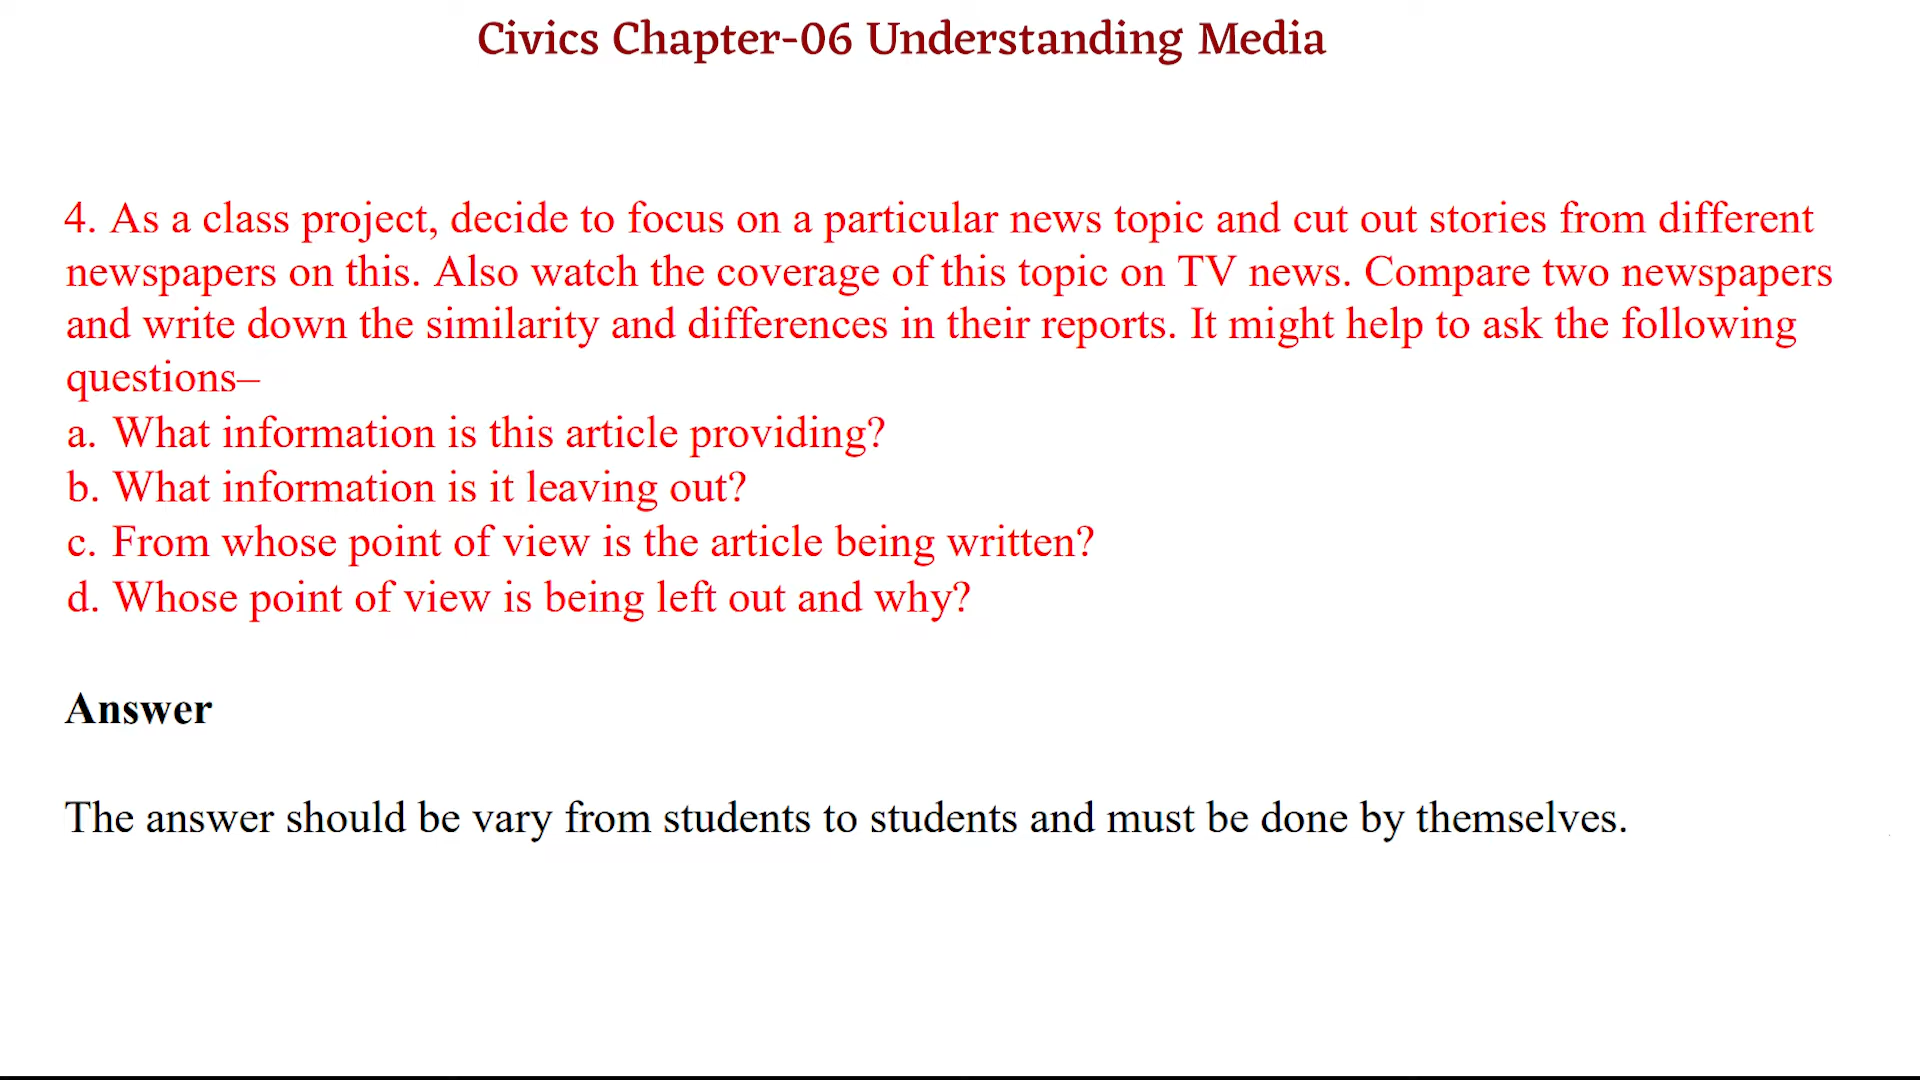 Civics Chapter-06 Understanding Media
4. As a class project, decide to focus on a particular news topic and cut out stories from different
newspapers on this. Also watch the coverage of this topic on TV news. Compare two newspapers
and write down the similarity and differences in their reports. It might help to ask the following
questions–
a. What information is this article providing?
b. What information is it leaving out?
c. From whose point of view is the article being written?
d. Whose point of view is being left out and why?
Answer
The answer should be vary from students to students and must be done by themselves.